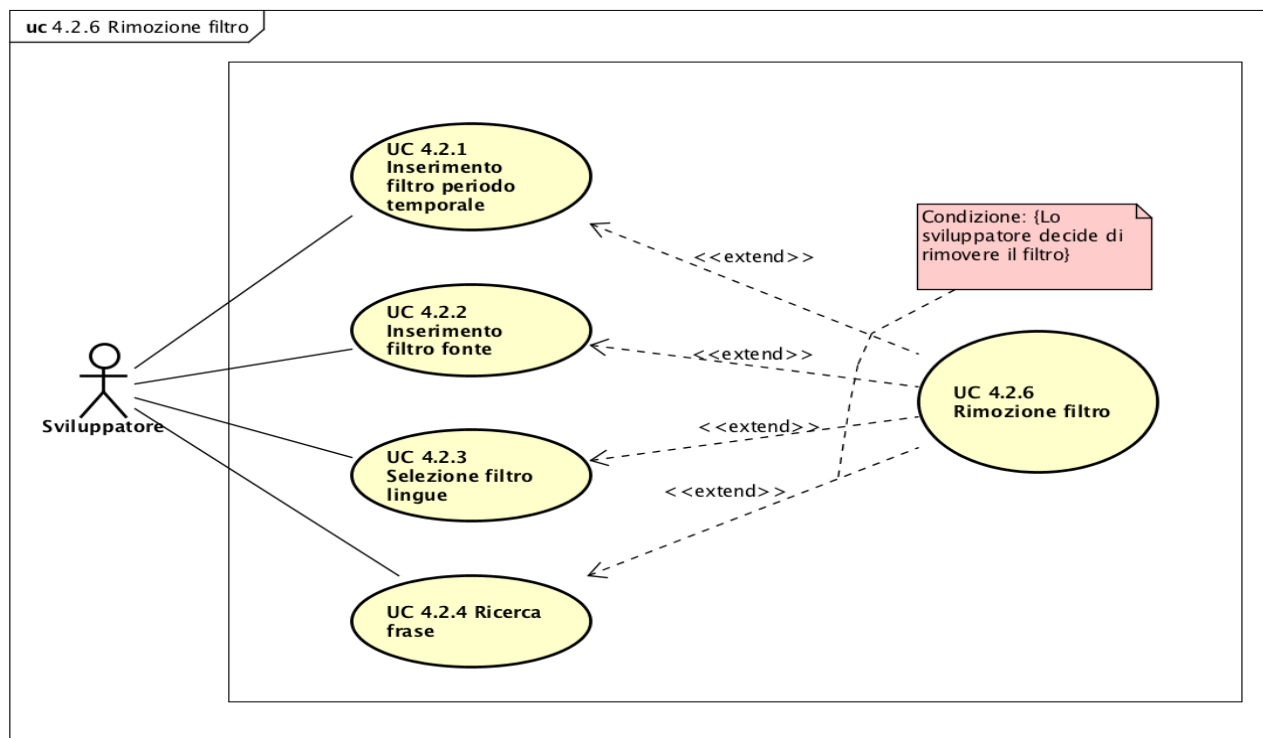 uc 4.2.6 Rimozione filtro
UC 4.2.1
Inserimento
filtro periodo
temporale
Condizione: {Lo
sviluppatore decide di
rimovere il filtro}
<<extend>>
UC 4.2.2
Inserimento
filtro fonte
<<extend>>
UC 4.2.6
Rimozione filtro
Sviluppatore
<<extend>>
UC 4.2.3
Selezione filtro
lingue
<<extend>>
UC 4.2.4 Ricerca
frase